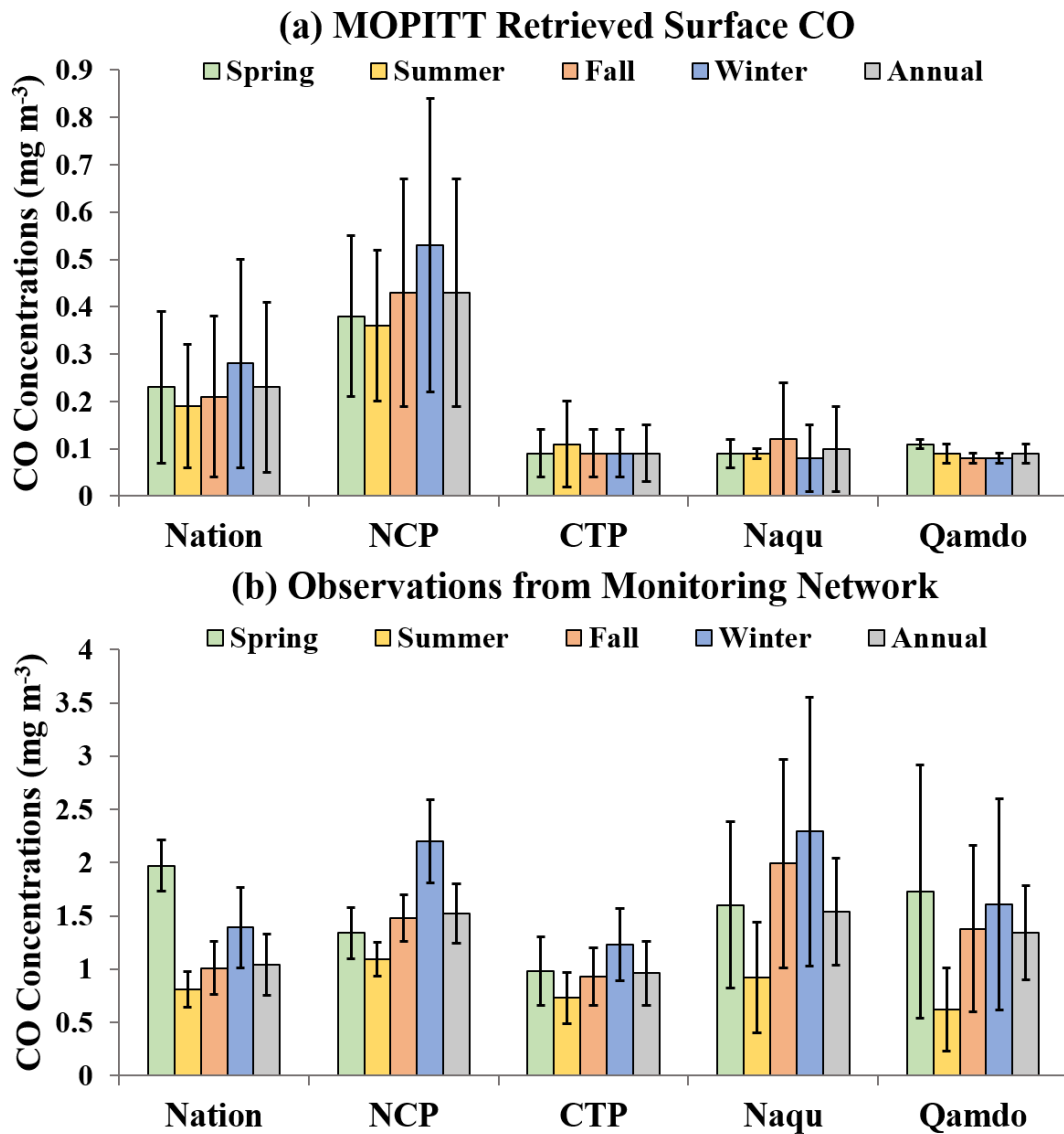 (a) MOPITT Retrieved Surface CO
Spring Summer Fall Winter Annual
CO Concentrations (mg m-3)
0.9
0.8
0.7
0.6
0.5
0.4
0.3
0.2
0.1
0
Nation NCP CTP Naqu Qamdo
(b) Observations from Monitoring Network
Spring Summer Fall Winter Annual
CO Concentrations (mg m-3)
4
3.5
3
2.5
2
1.5
1
0.5
0
Nation NCP CTP Naqu Qamdo